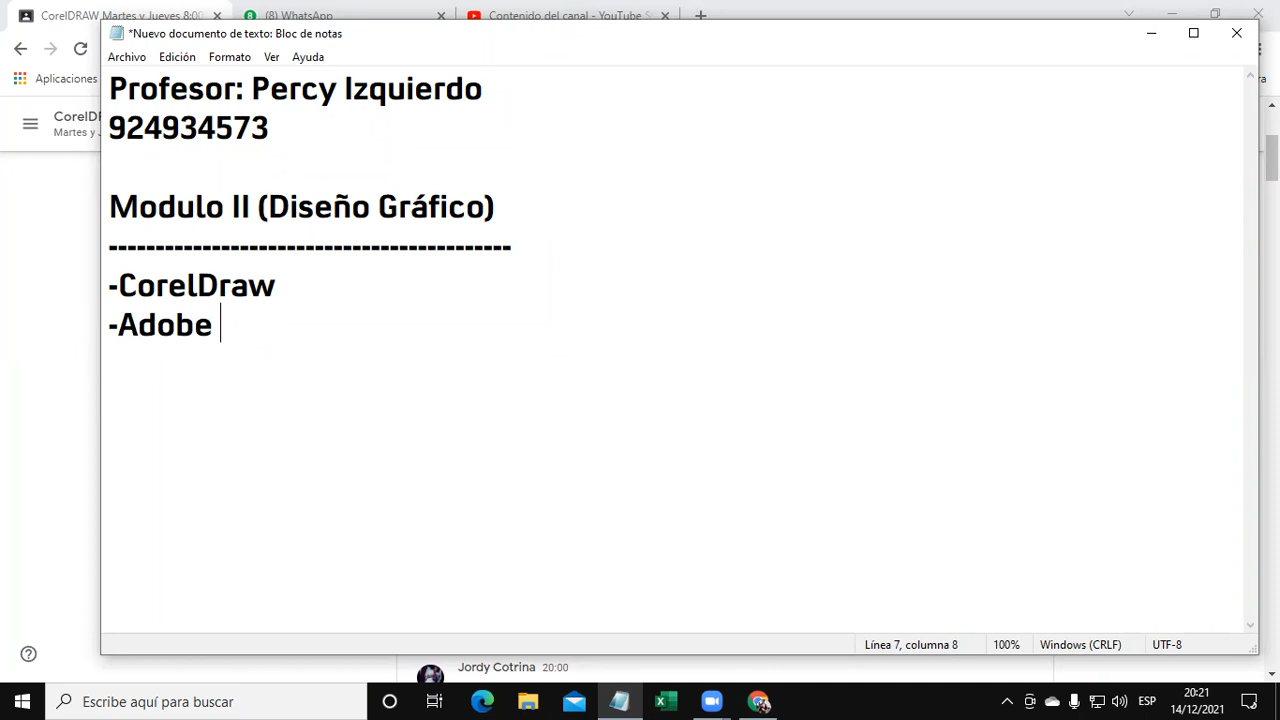 CorelDRAW Martes y Jueves 8:00
(8) WhatsApp
Contenido del canal - YouTube S
*Nuevo documento de texto: Bloc de notas
Archivo Edición Formato Ver Ayuda
Aplicaciones
CorelD
Martes y J
Profesor: Percy Izquierdo
924934573
Modulo II (Diseño Gráfico)
-------------------------------------------
-CorelDraw
-Adobe
Línea 7, columna 8 100% Windows (CRLF) UTF-8
Jordy Cotrina 20:00
Escribe aquí para buscar
ESP
20:21
14/12/2021